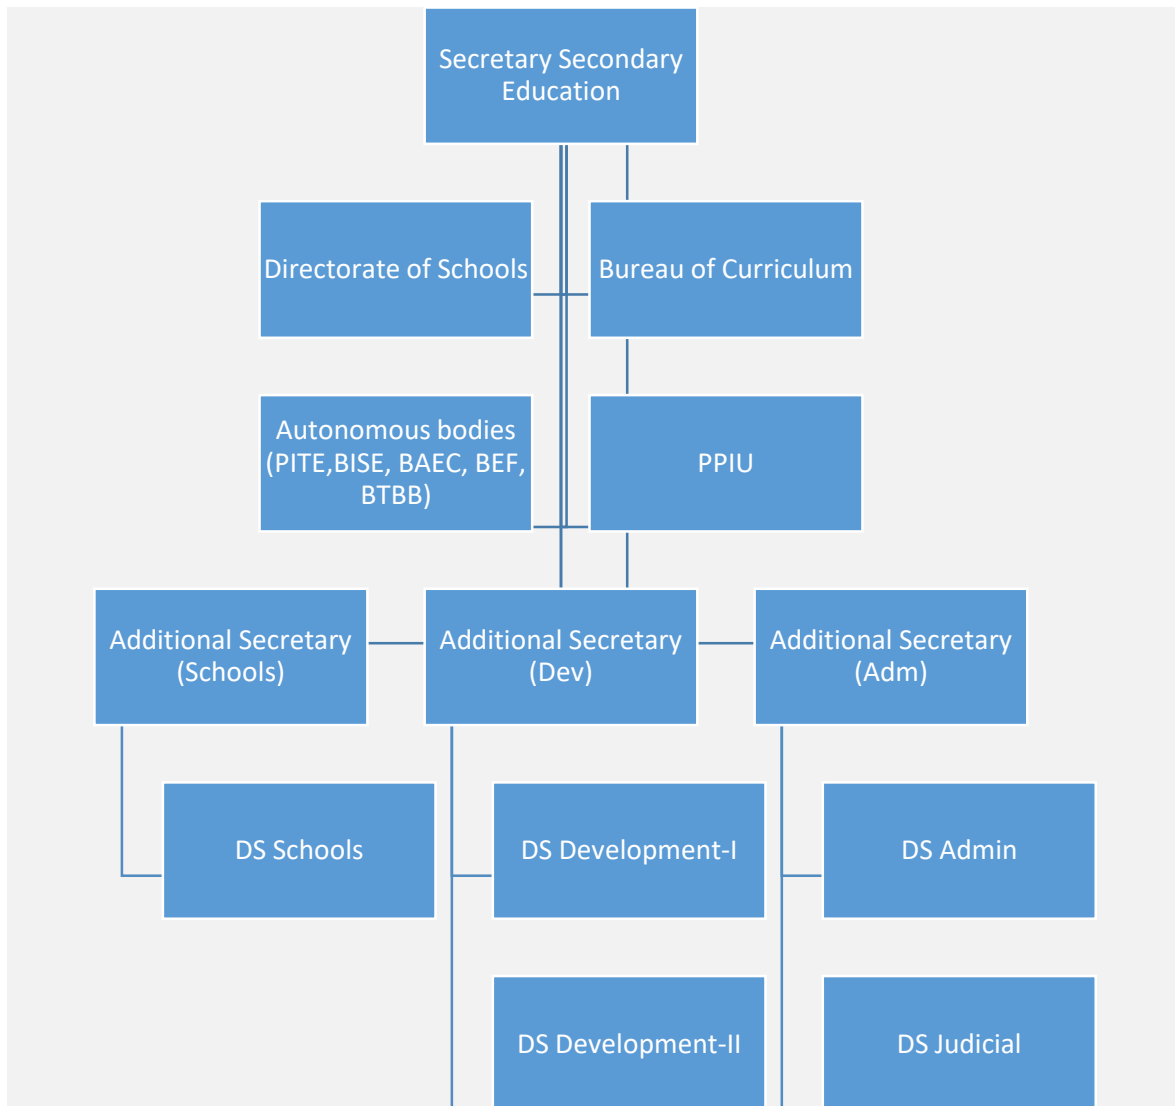 Secretary Secondary
Education
Directorate of Schools
Bureau of Curriculum
Autonomous bodies
(PITE,BISE, BAEC, BEF,
BTBB)
PPIU
Additional Secretary
(Schools)
Additional Secretary
(Dev)
Additional Secretary
(Adm)
DS Schools
DS Development-I
DS Admin
DS Development-II
DS Judicial